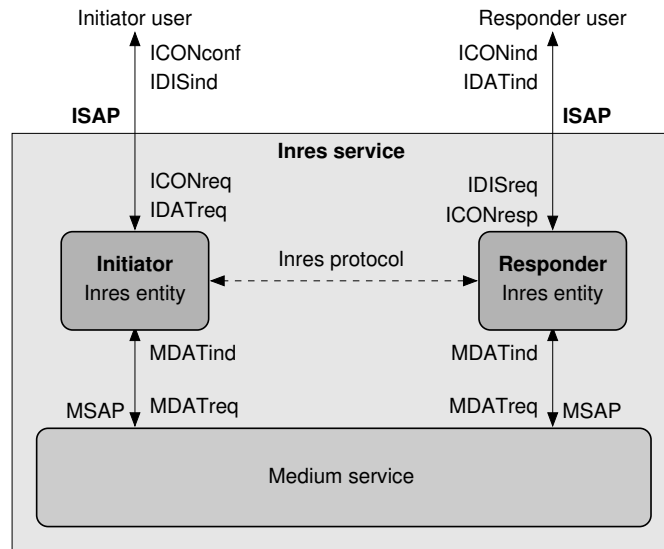 Initiator user
Responder user
ICONconf
ICONind
IDISind
IDATind
ISAP
ISAP
Inres service
ICONreq
IDISreq
IDATreq
ICONresp
Initiator
Inres protocol
Responder
Inres entity
Inres entity
MDATind
MDATind
MSAP
MDATreq
MDATreq
MSAP
Medium service